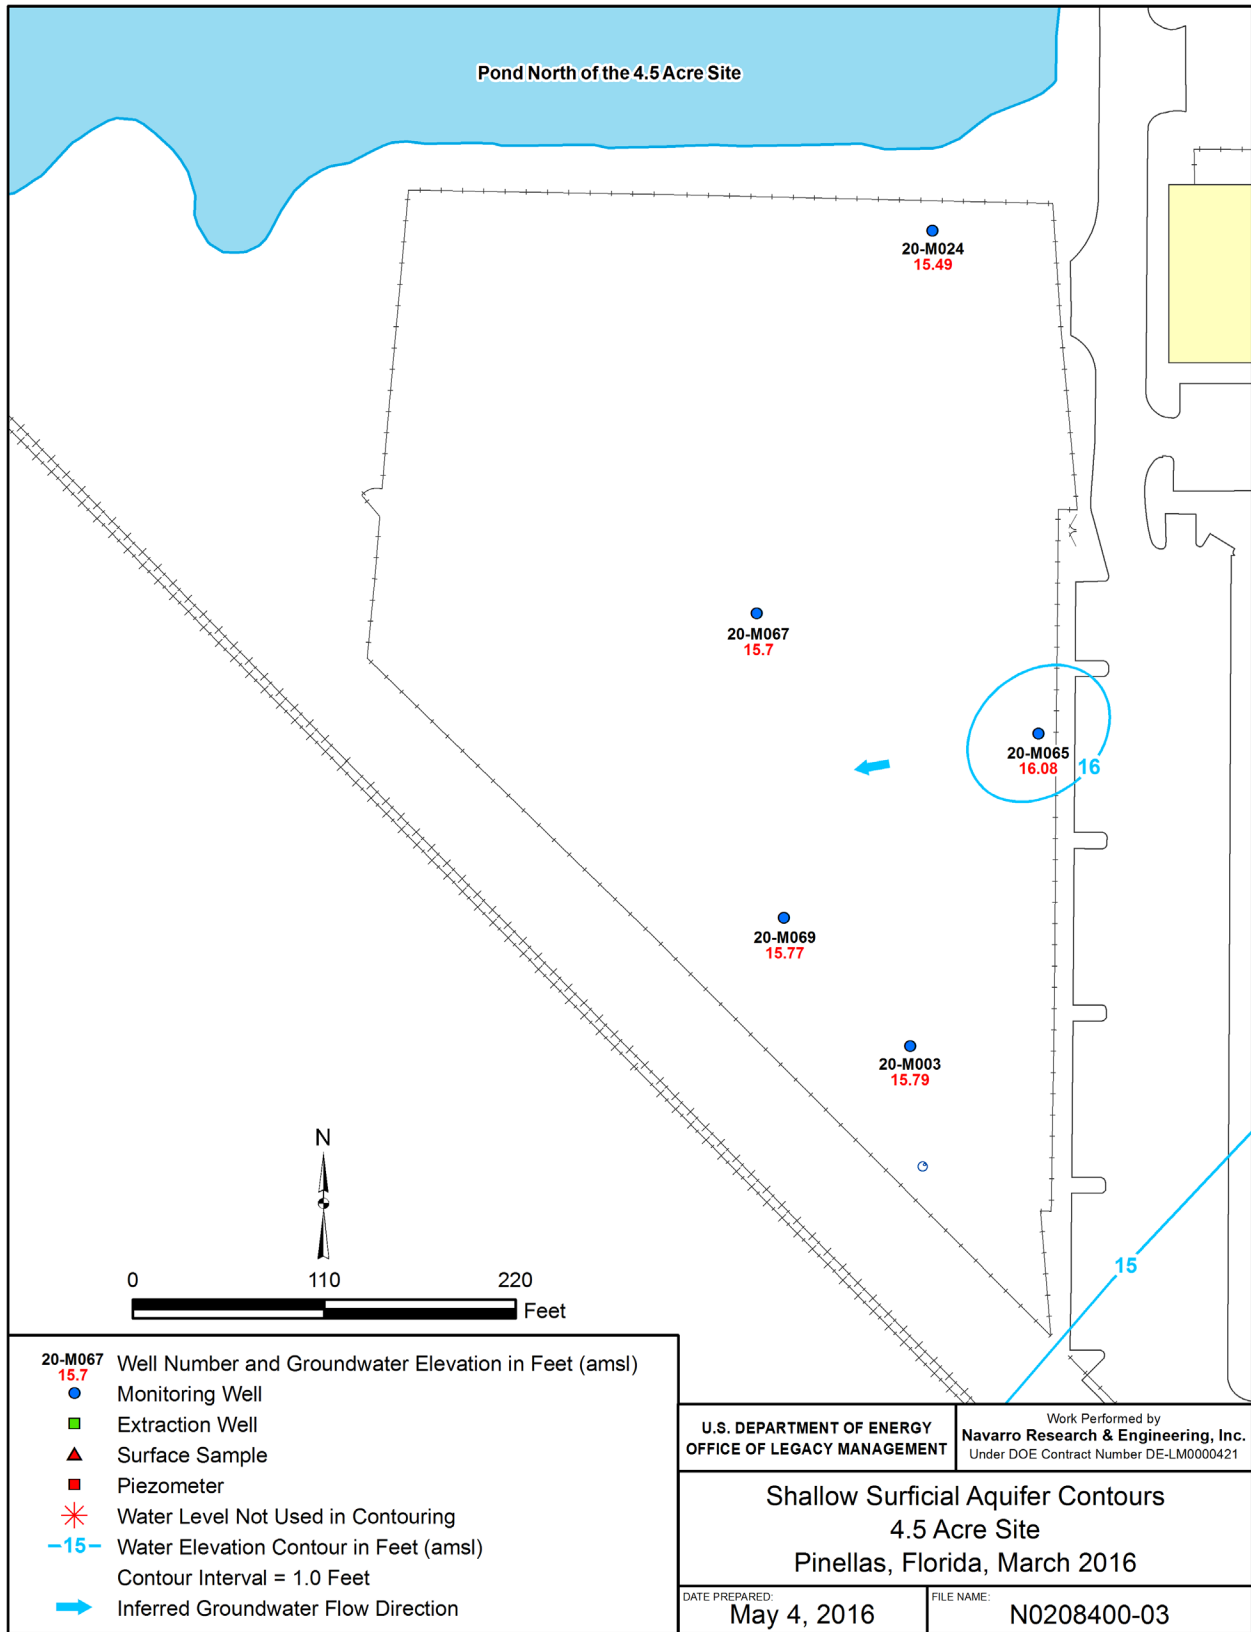 Pond North of the 4.5 Acre Site
20-M024
15.49
20-M067
15.7
20-M065
16.08
16
20-M069
15.77
20-M003
15.79
15
N
0 110 220
Feet
20-M067
15.7
Well Number and Groundwater Elevation in Feet (amsl)
Monitoring Well
Extraction Well
Surface Sample
Piezometer
Water Level Not Used in Contouring
15
Water Elevation Contour in Feet (amsl)
Contour Interval = 1.0 Feet
Inferred Groundwater Flow Direction
U.S. DEPARTMENT OF ENERGY
OFFICE OF LEGACY MANAGEMENT
Work Performed by
Navarro Research & Engineering, Inc.
Under DOE Contract Number DE-LM0000421
Shallow Surficial Aquifer Contours
4.5 Acre Site
Pinellas, Florida, March 2016
DATE PREPARED:
May 4, 2016
FILE NAME:
N0208400-03